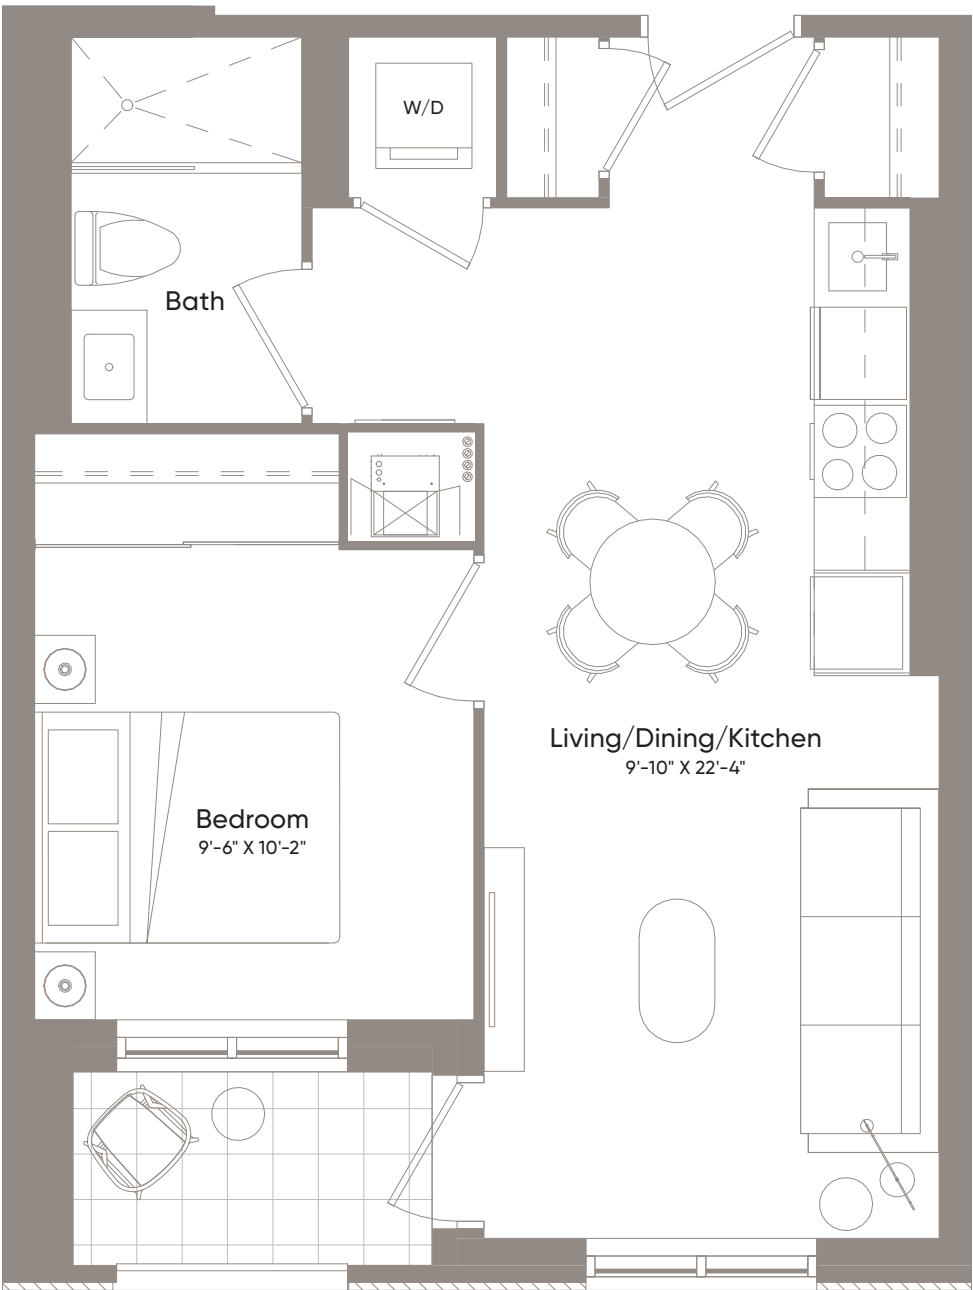 W/D
Bath
Living/Dining/Kitchen
9'-10" X 22'-4"
Bedroom
9'-6" X 10'-2"